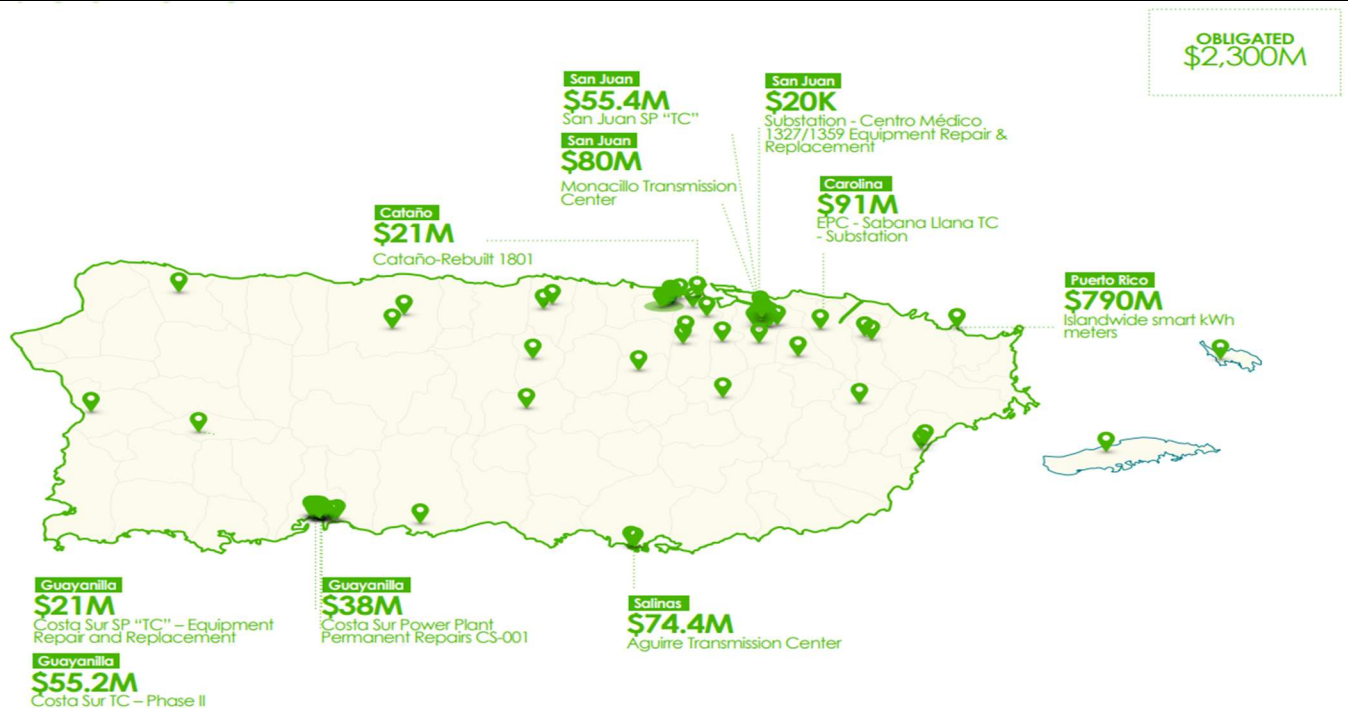 OBLIGATED
$2,300M
San Juan
$55.4M
San Juan SP “TC”
San Juan
$80M
Monacillo Transmission
Center
San Juan
$20K
Substation - Centro Médico
1327/1359 Equipment Repair &
Replacement
Carolina
$91M
EPC - Sabana Llana TC
- Substation
Cataño
$21M
Cataño-Rebuilt 1801
Puerto Rico
$790M
Islandwide smart kWh
meters
Guayanilla
$21M
Costa Sur SP “TC” – Equipment
Repair and Replacement
Guayanilla
$55.2M
Costa Sur TC – Phase II
Guayanilla
$38M
Costa Sur Power Plant
Permanent Repairs CS-001
Salinas
$74.4M
Aguirre Transmission Center